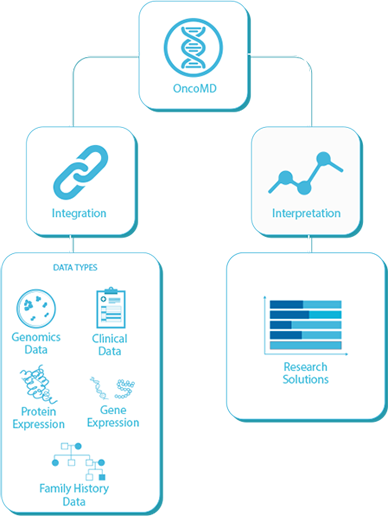 OncoMD
Integration
Interpretation
DATA TYPES
Genomics
Data
Clinical
Data
Protein
Expression
Gene
Expression
Family History
Data
Research
Solutions